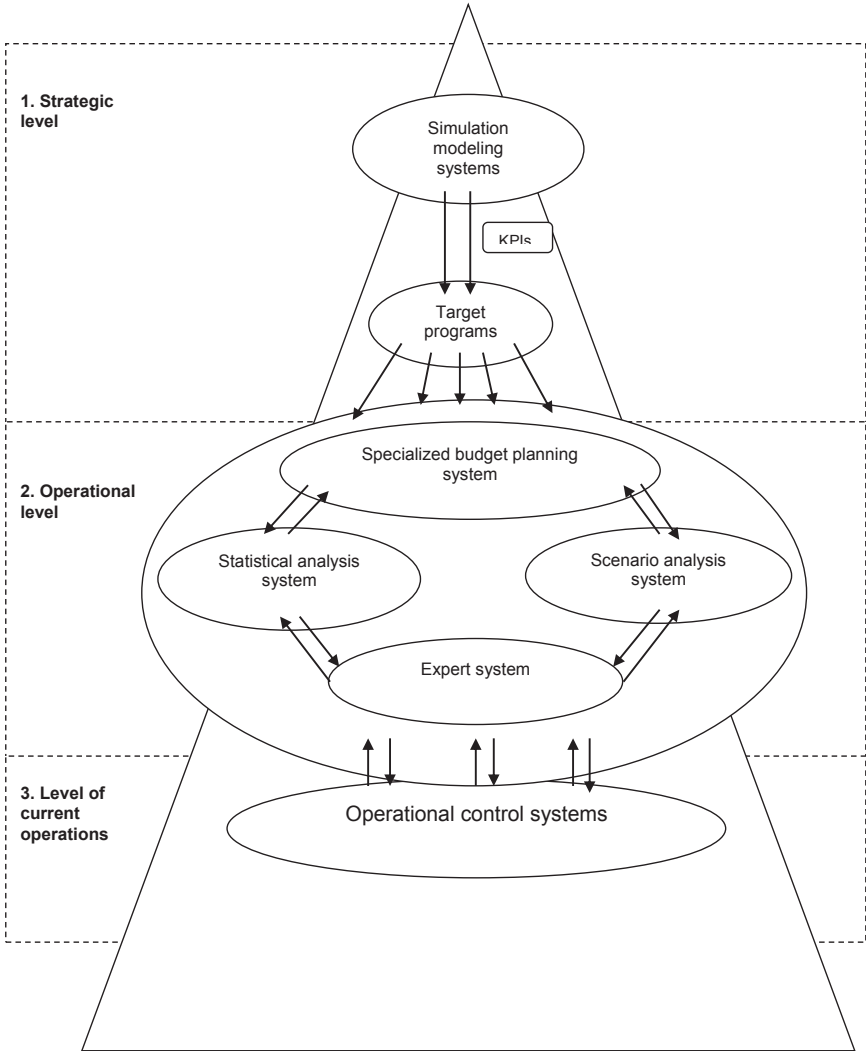 1. Strategic
level
Simulation
modeling
systems
KPIs
Target
programs
2. Operational
level
Specialized budget planning
system
Statistical analysis
system
Scenario analysis
system
Expert system
3. Level of
current
operations
Operational control systems